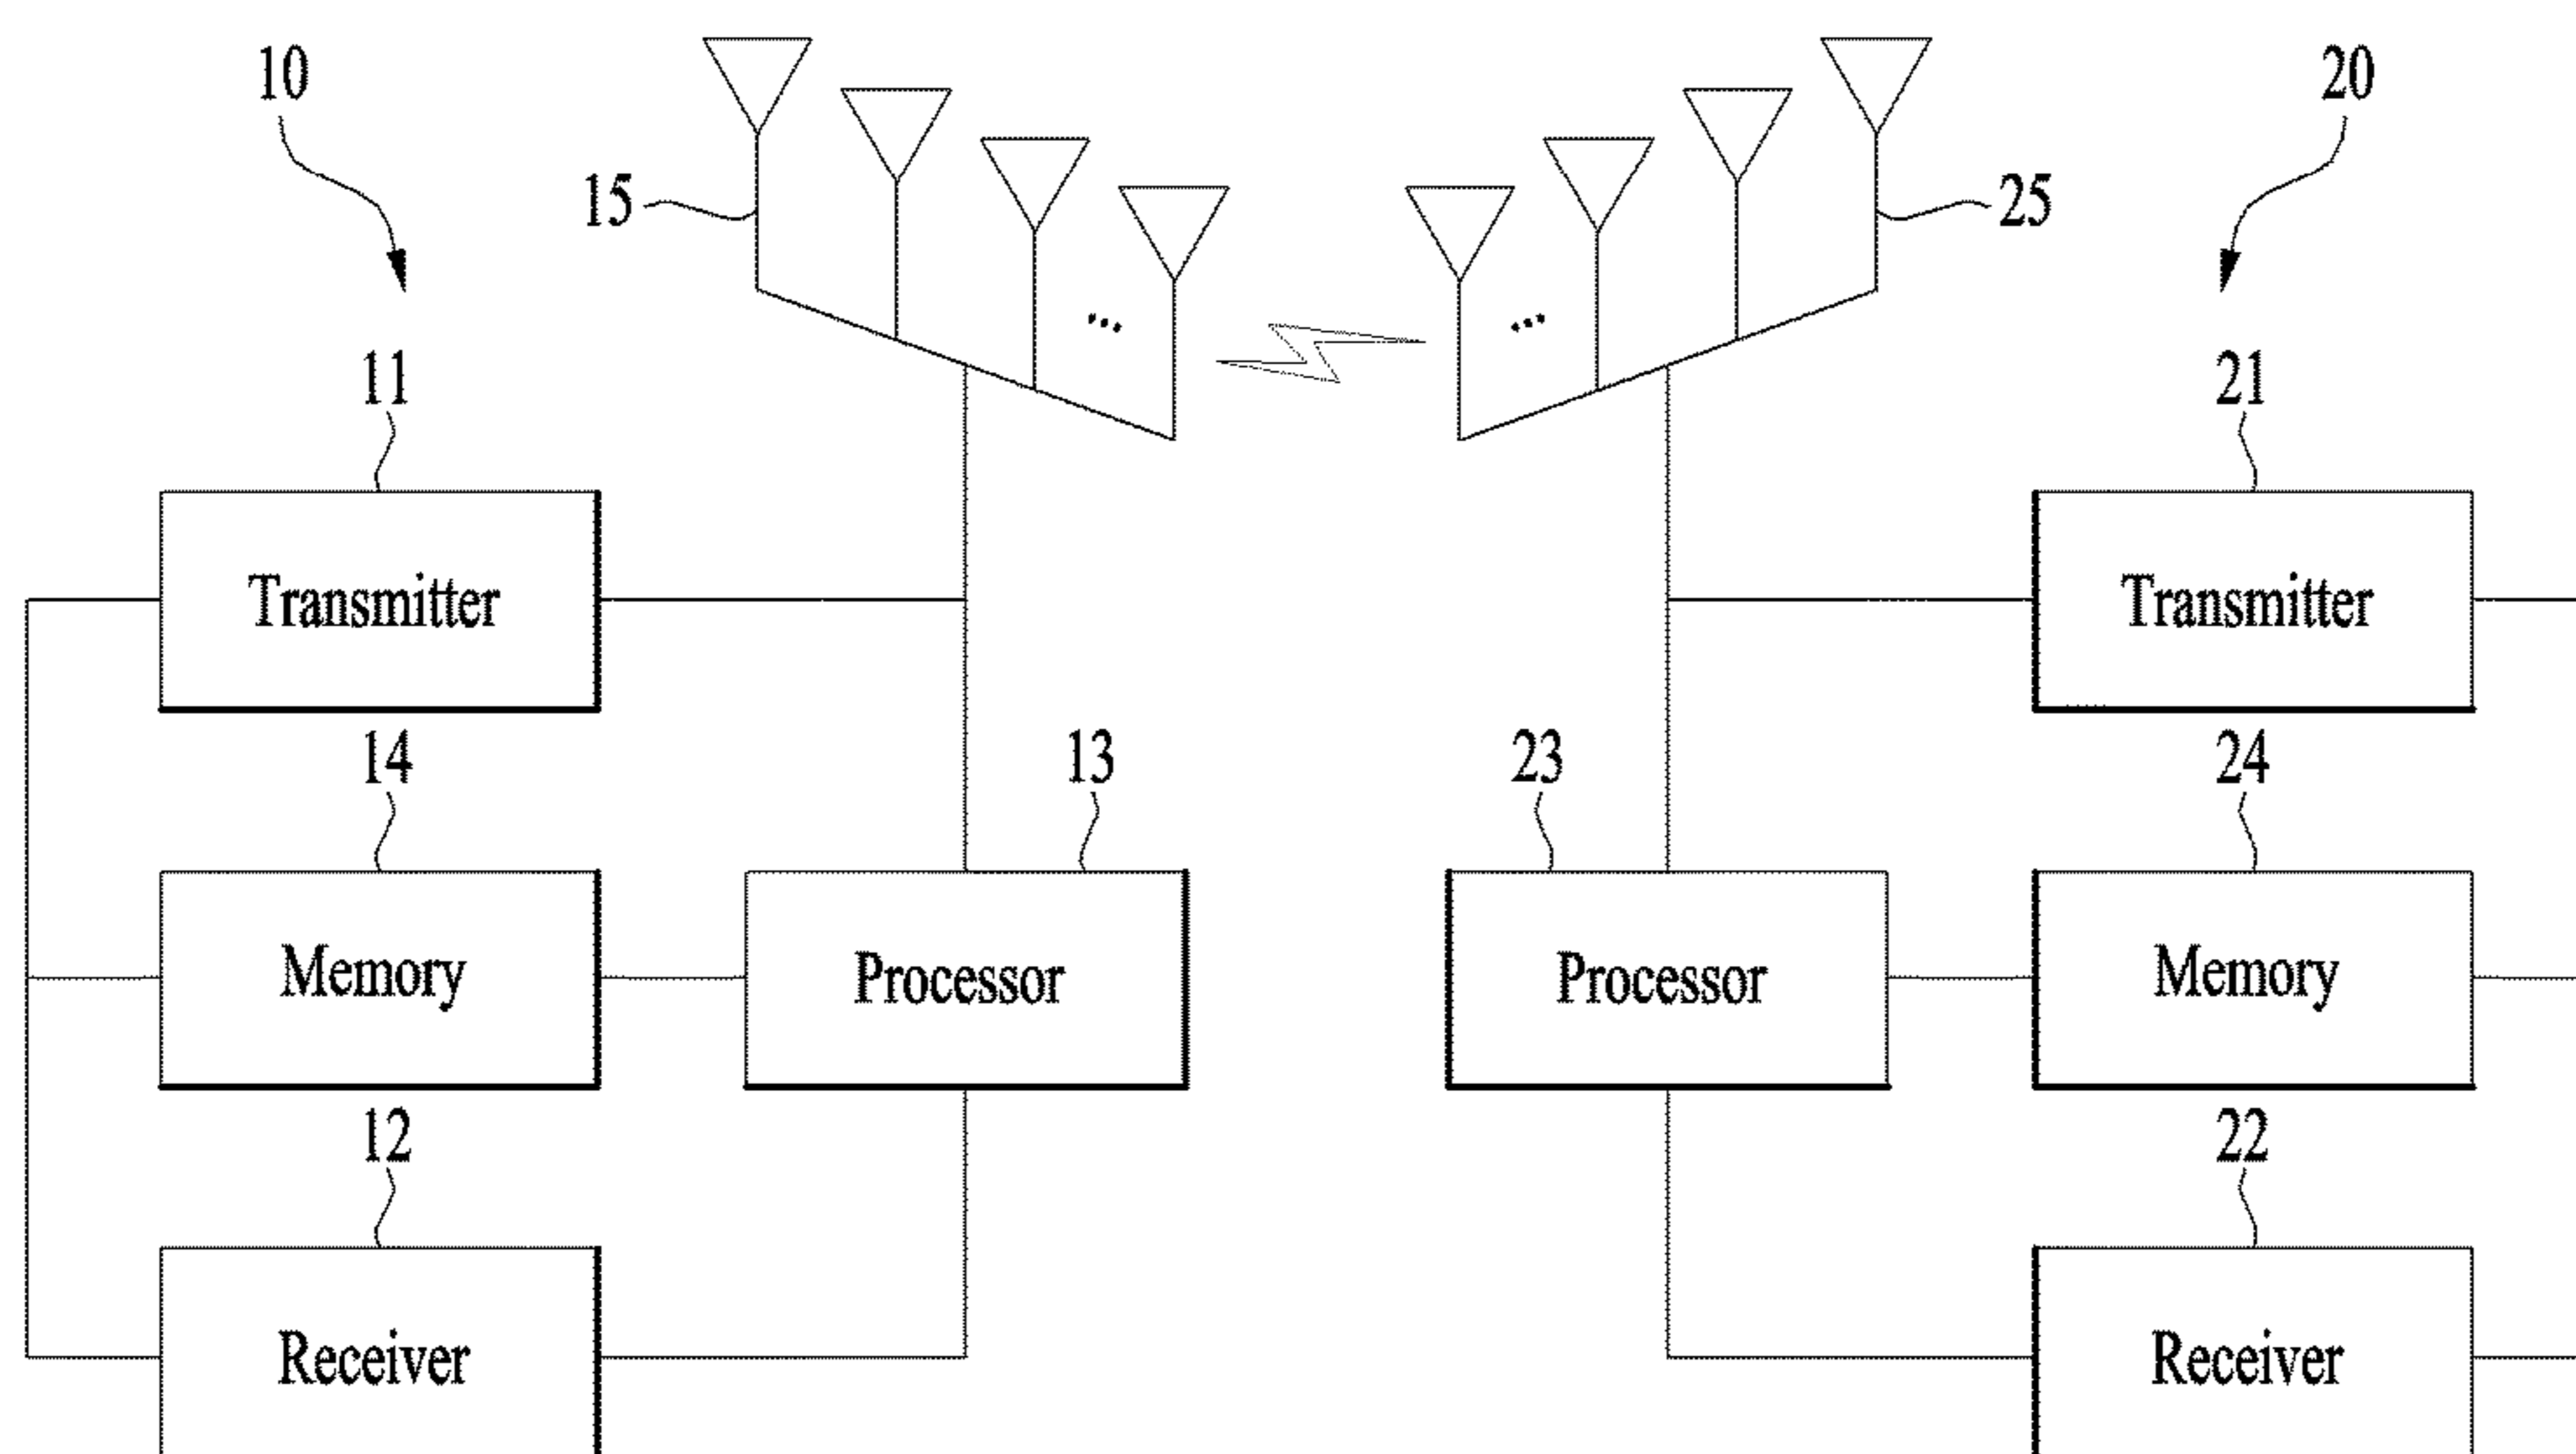 10
20
15
25
11
21
Transmitter
Transmitter
14
13
23
24
Memory
Processor
Processor
Memory
12
22
Receiver
Receiver